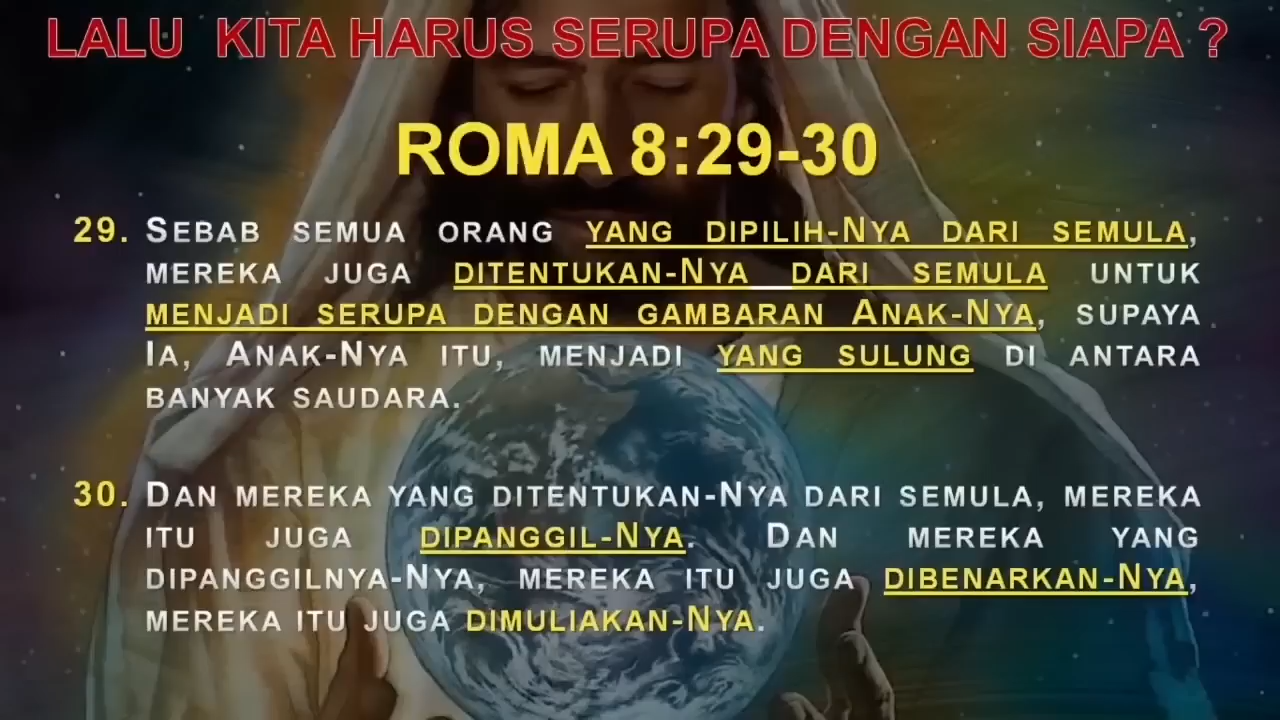 LALU KITA HARUS SERUPA DENGAN SIAPA ?
ROMA 8:29-30
29. SEBAB SEMUA ORANG YANG DIPILIH-NYA DARI SEMULA,
MEREKA JUGA DITENTUKAN-NYA DARI SEMULA UNTUK
MENJADI SERUPA DENGAN GAMBARAN ANAK-NYA, SUPAYA
IA, ANAK-NYA ITU, MENJADI YANG SULUNG DI ANTARA
BANYAK SAUDARA.
30. DAN MEREKA YANG DITENTUKAN-NYA DARI SEMULA, MEREKA
ITU JUGA DIPANGGIL-NYA. DAN MEREKA YANG
DIPANGGILNYA-NYA, MEREKA ITU JUGA DIBENARKAN-NYA,
MEREKA ITU JUGA DIMULIAKAN-NYA.